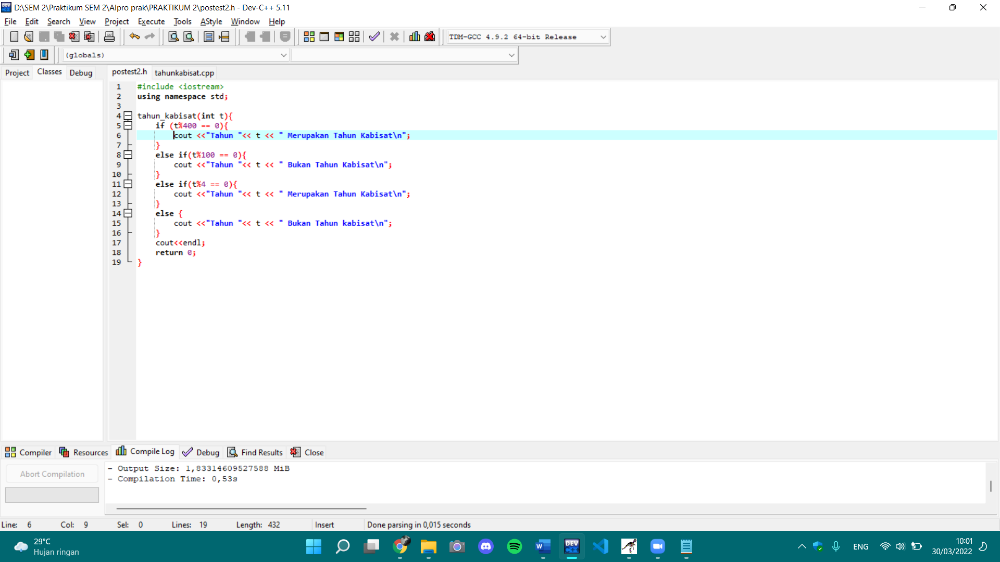 D:\SEM 2\Praktikum SEM 2\Alpro prak\PRAKTIKUM 2\postest2.h - Dev-C++ 5.11
File Edit Search View Project Execute Tools AStyle Window Help
TDM-GCC 4.9.2 64-bit Release
(globals)
Project Classes Debug postest2.h tahunkabisat.cpp
1 #include <iostream>
2 using namespace std;
3
4 tahun_kabisat(int t){
5 if (t%400 == 0){
6 cout <<"Tahun "<< t << " Merupakan Tahun Kabisat\n";
7 }
8 else if(t%100 == 0){
9 cout <<"Tahun "<< t << " Bukan Tahun Kabisat\n";
10 }
11 else if(t%4 == 0){
12 cout <<"Tahun "<< t << " Merupakan Tahun Kabisat\n";
13 }
14 else {
15 cout <<"Tahun "<< t << " Bukan Tahun kabisat\n";
16 }
17 cout<<endl;
18 return 0;
19 }
Compiler Resources Compile Log Debug Find Results Close
Abort Compilation
- Output Size: 1,83314609527588 MiB
- Compilation Time: 0,53s
Line: 6 Col: 9 Sel: 0 Lines: 19 Length: 432 Insert Done parsing in 0,015 seconds
29°C
Hujan ringan
DEV
C++
ENG
10:01
30/03/2022